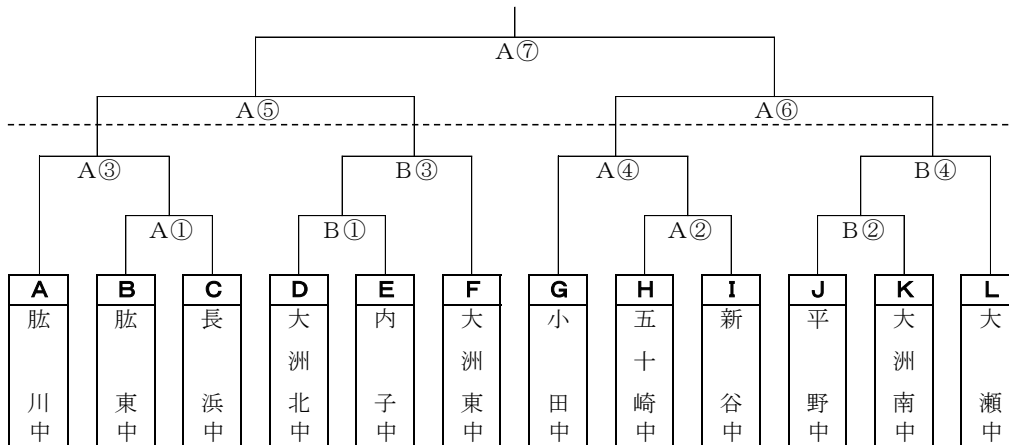 A⑦
A⑤ A⑥
A③ B③ A④ B④
A① B① A② B②
A B C D E F G H I J K L
肱川中
肱東中
長浜中
大洲北中
内子中
大洲東中
小田中
五十崎中
新谷中
平野中
大洲南中
大瀬中